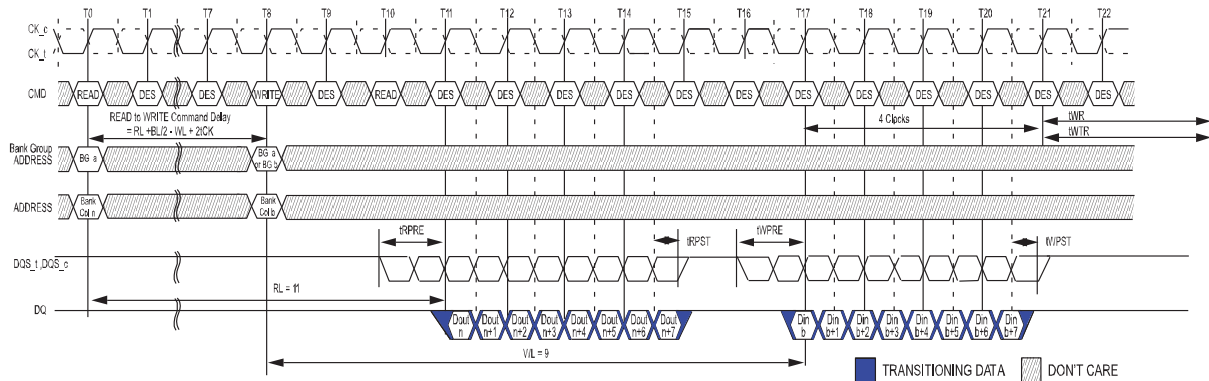 T0 T1 T7 T8 T9 T10 T11 T12 T13 T14 T15 T16 T17 T18 T19 T20 T21 T22
CK_c
CK_t
CMD READ DES DES WRITE DES READ DES DES DES DES DES DES DES DES DES DES DES DES
READ to WRITE Command Delay
= RL +BL/2 - WL + 2tCK
4 Clocks
tWR
tWTR
Bank Group
ADDRESS
BG a
BG a
or BG b
ADDRESS
Bank
Col n
Bank
Col b
tRPRE
tRPST
tWPRE
tWPST
DQS_t,DQS_c
RL = 11
DQ
Dout
n
Dout
n+1
Dout
n+2
Dout
n+3
Dout
n+4
Dout
n+5
Dout
n+6
Dout
n+7
Din
b
Din
b+1
Din
b+2
Din
b+3
Din
b+4
Din
b+5
Din
b+6
Din
b+7
WL = 9
TRANSITIONING DATA
DON'T CARE